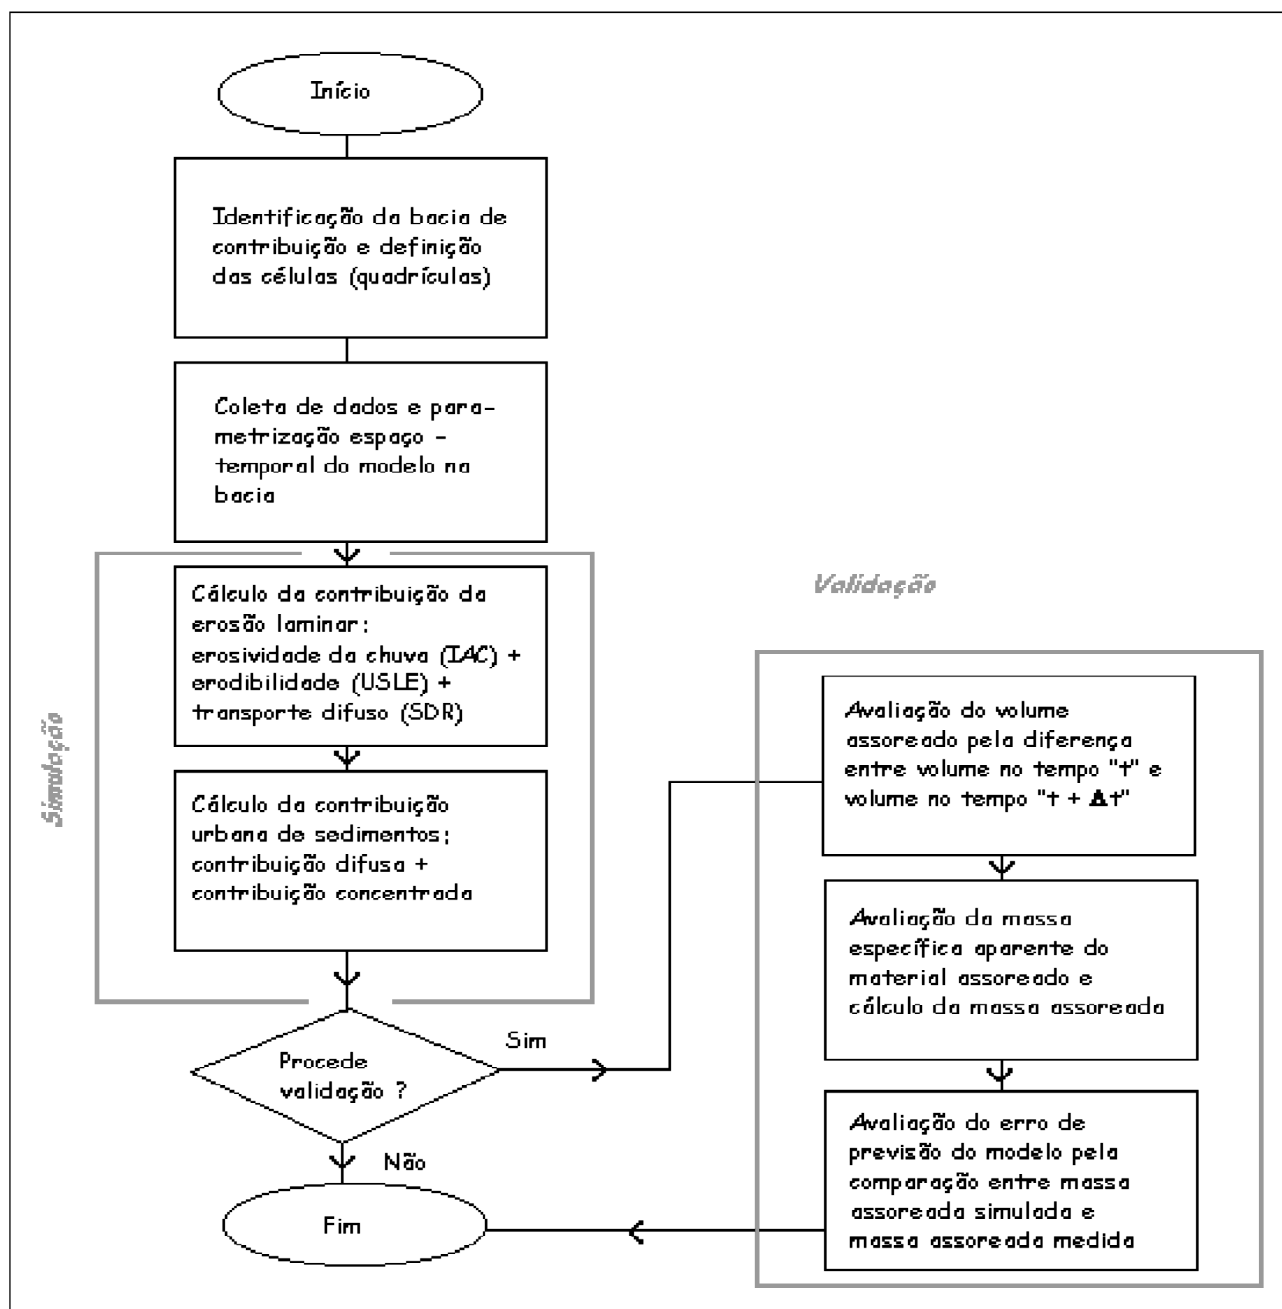 Início
Identificação da bacia de
contribuição e definição
das células (quadrículas)
Coleta de dados e para-
metrização espaço -
temporal do modelo na
bacia
Simulação
Cálculo da contribuição da
erosão laminar:
erosividade da chuva (IAC) +
erodibilidade (USLE) +
transporte difuso (SDR)
Cálculo da contribuição
urbana de sedimentos:
contribuição difusa +
contribuição concentrada
Procede
validação ?
Sim
Não
Fim
Validação
Avaliação do volume
assoreado pela diferença
entre volume no tempo "t" e
volume no tempo "t + Δt"
Avaliação da massa
específica aparente do
material assoreado e
cálculo da massa assoreada
Avaliação do erro de
previsão do modelo pela
comparação entre massa
assoreada simulada e
massa assoreada medida